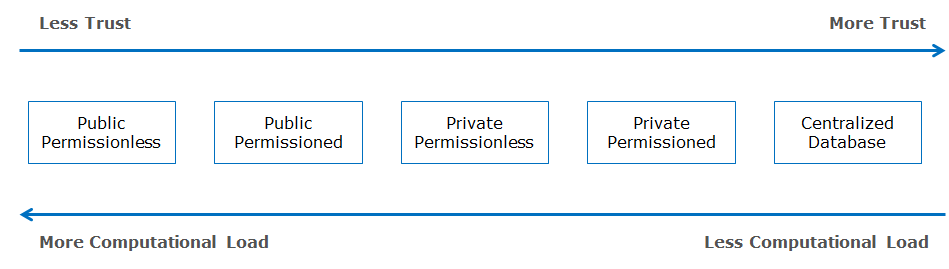 Less Trust
More Trust
Public
Permissionless
Public
Permissioned
Private
Permissionless
Private
Permissioned
Centralized
Database
More Computational Load
Less Computational Load